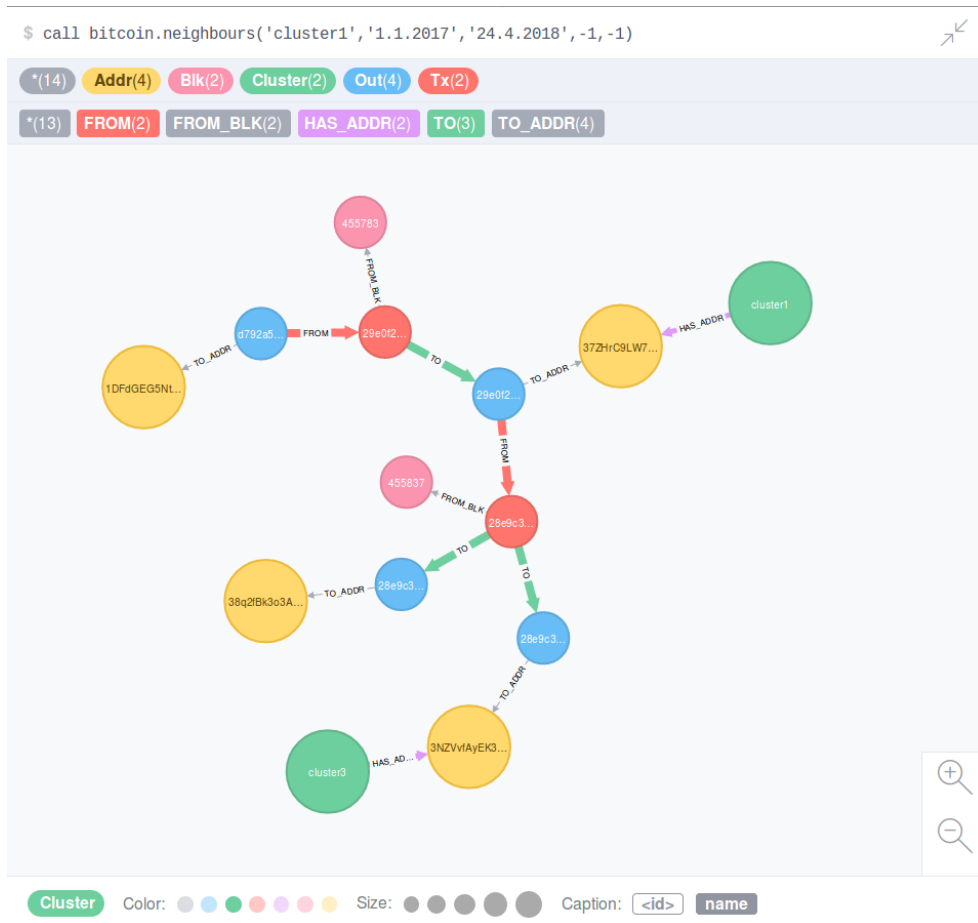 $ call bitcoin.neighbours('cluster1','1.1.2017','24.4.2018',-1,-1)
*(14) Addr(4) Blk(2) Cluster(2) Out(4) Tx(2)
*(13) FROM(2) FROM_BLK(2) HAS_ADDR(2) TO(3) TO_ADDR(4)
455783
FROM_BLK
cluster1
HAS_ADDR
d792a5...
FROM
29e0f2...
37ZHrC9LW7...
TO_ADDR
TO
1DFdGEG5Nt...
TO_ADDR
29e0f2...
FROM
455837
FROM_BLK
28e9c3...
TO
TO
28e9c3...
TO_ADDR
38q2fBk3o3A...
28e9c3...
TO_ADDR
3NZVvfAyEK3...
HAS_AD...
cluster3
Cluster Color: Size: Caption: <id> name